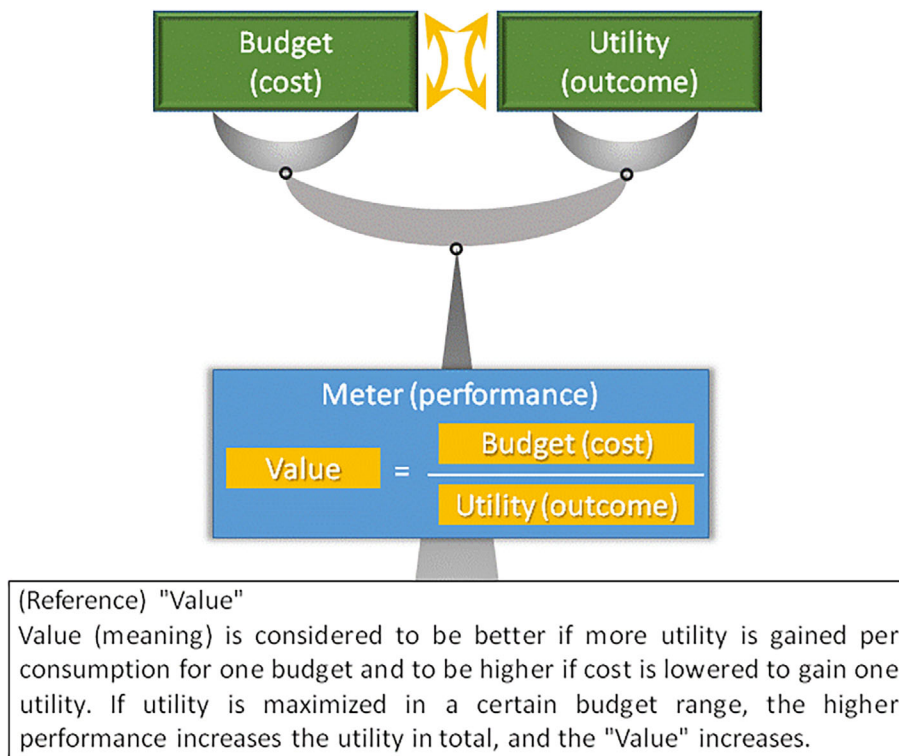 Budget
(cost)
Utility
(outcome)
Meter (performance)
Value = Budget (cost)
Utility (outcome)
(Reference) "Value"
Value (meaning) is considered to be better if more utility is gained per
consumption for one budget and to be higher if cost is lowered to gain one
utility. If utility is maximized in a certain budget range, the higher
performance increases the utility in total, and the "Value" increases.